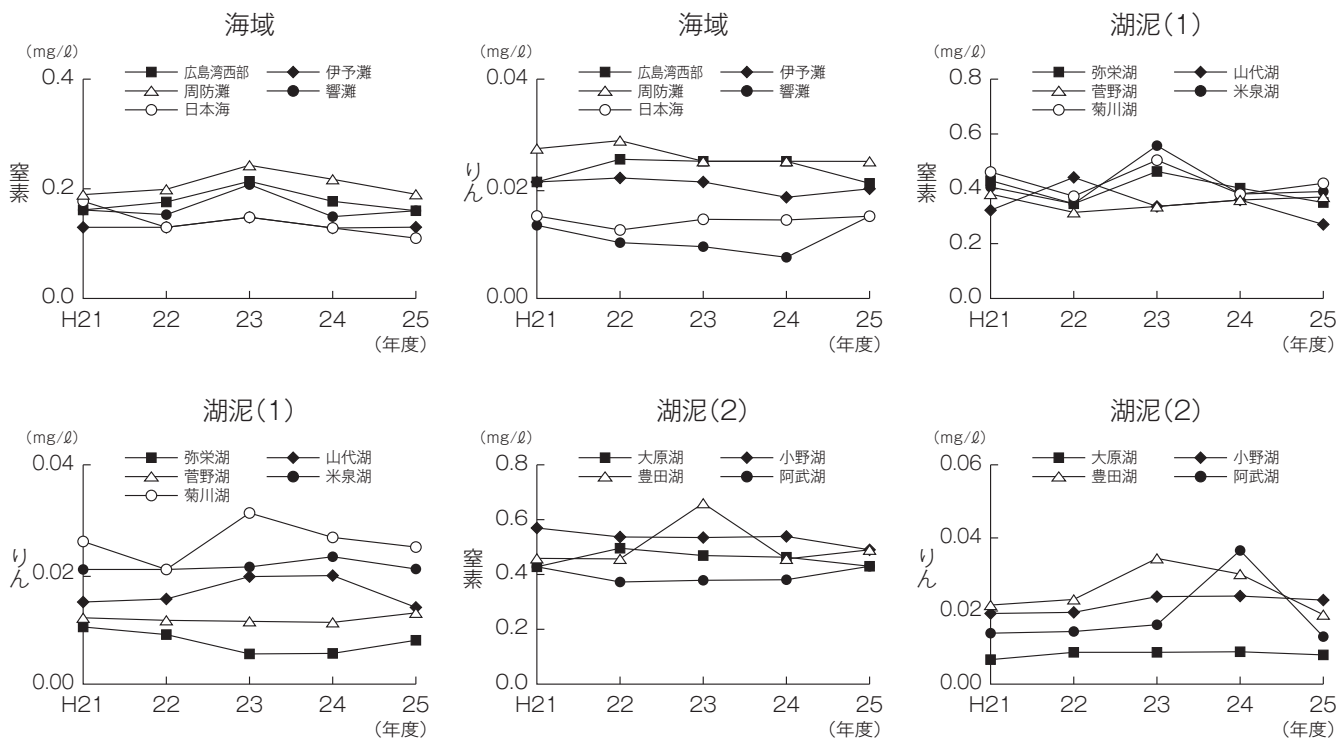 海域
(mg/ℓ)
0.4
0.2
0.0
窒素
広島湾西部 伊予灘
周防灘 響灘
日本海
H21 22 23 24 25
(年度)
海域
(mg/ℓ)
0.04
0.02
0.00
りん
広島湾西部 伊予灘
周防灘 響灘
日本海
H21 22 23 24 25
(年度)
湖泥(1)
(mg/ℓ)
0.8
0.6
0.4
0.2
0.0
窒素
弥栄湖 山代湖
菅野湖 米泉湖
菊川湖
H21 22 23 24 25
(年度)
湖泥(1)
(mg/ℓ)
0.04
0.02
0.00
りん
弥栄湖 山代湖
菅野湖 米泉湖
菊川湖
H21 22 23 24 25
(年度)
湖泥(2)
(mg/ℓ)
0.8
0.6
0.4
0.2
0.0
窒素
大原湖 小野湖
豊田湖 阿武湖
H21 22 23 24 25
(年度)
湖泥(2)
(mg/ℓ)
0.06
0.04
0.02
0.00
りん
大原湖 小野湖
豊田湖 阿武湖
H21 22 23 24 25
(年度)